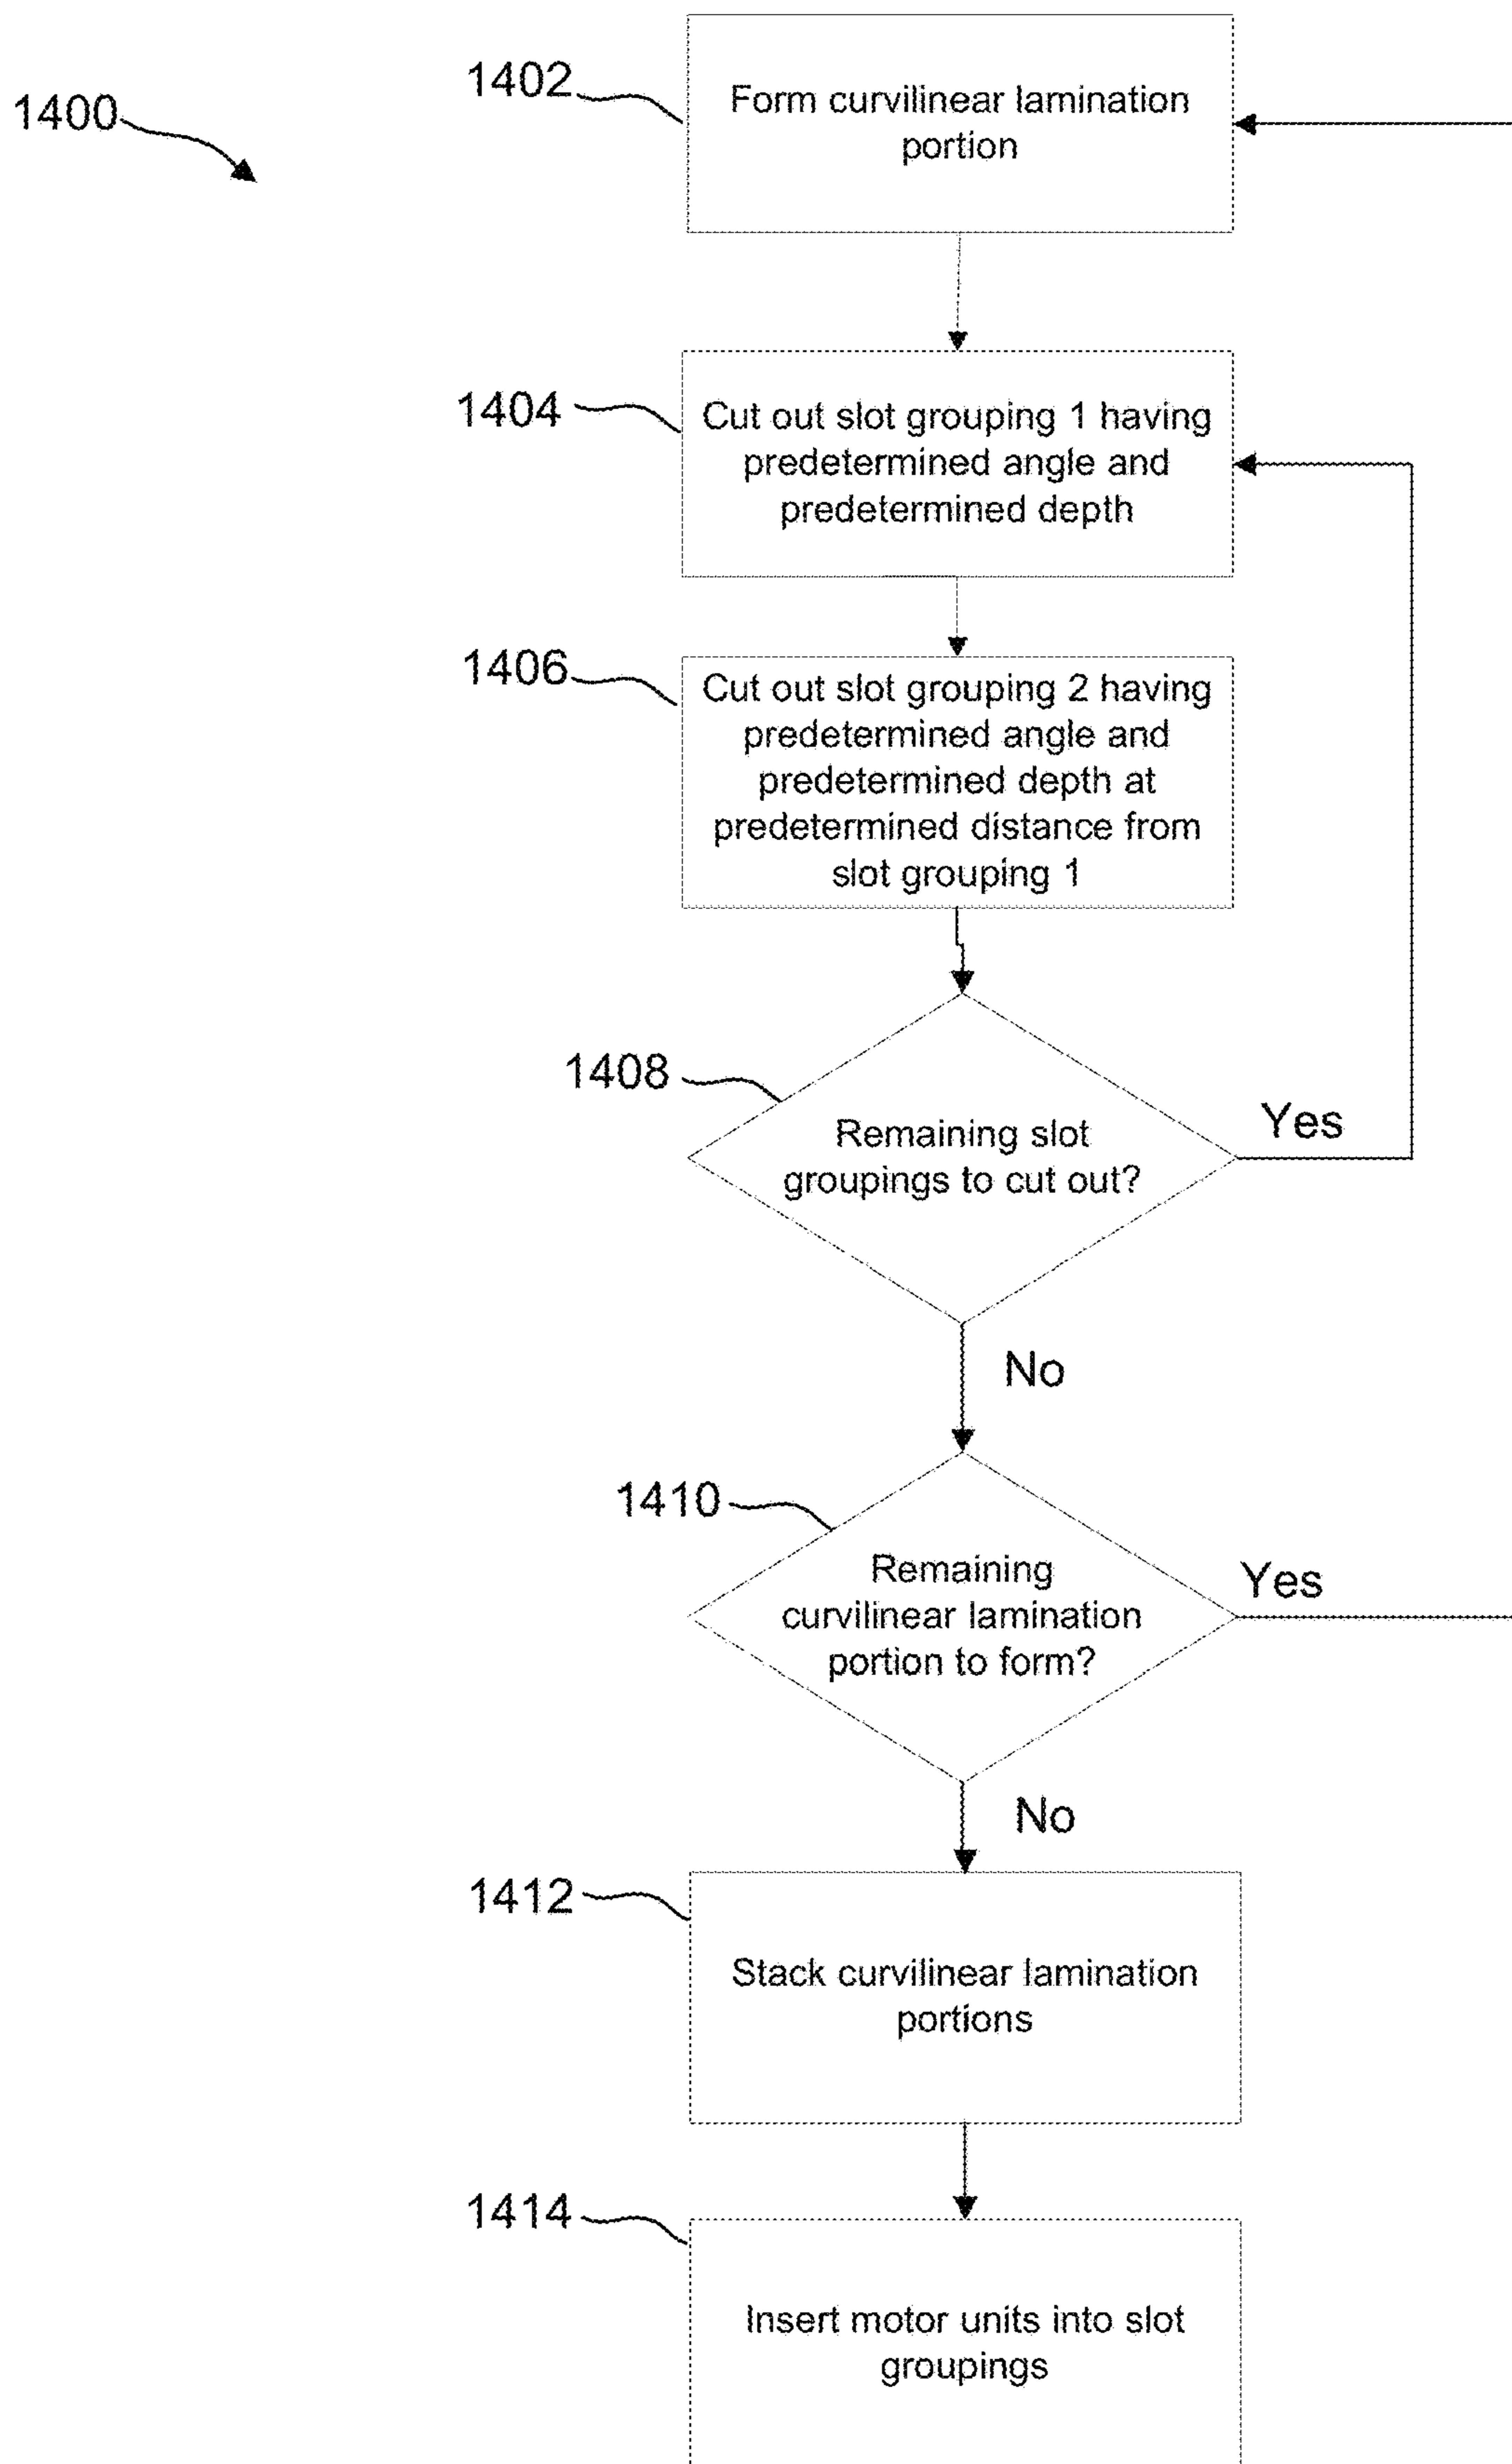 1400
1402
Form curvilinear lamination
portion
1404
Cut out slot grouping 1 having
predetermined angle and
predetermined depth
1406
Cut out slot grouping 2 having
predetermined angle and
predetermined depth at
predetermined distance from
slot grouping 1
1408
Remaining slot
groupings to cut out?
Yes
No
1410
Remaining
curvilinear lamination
portion to form?
Yes
No
1412
Stack curvilinear lamination
portions
1414
Insert motor units into slot
groupings